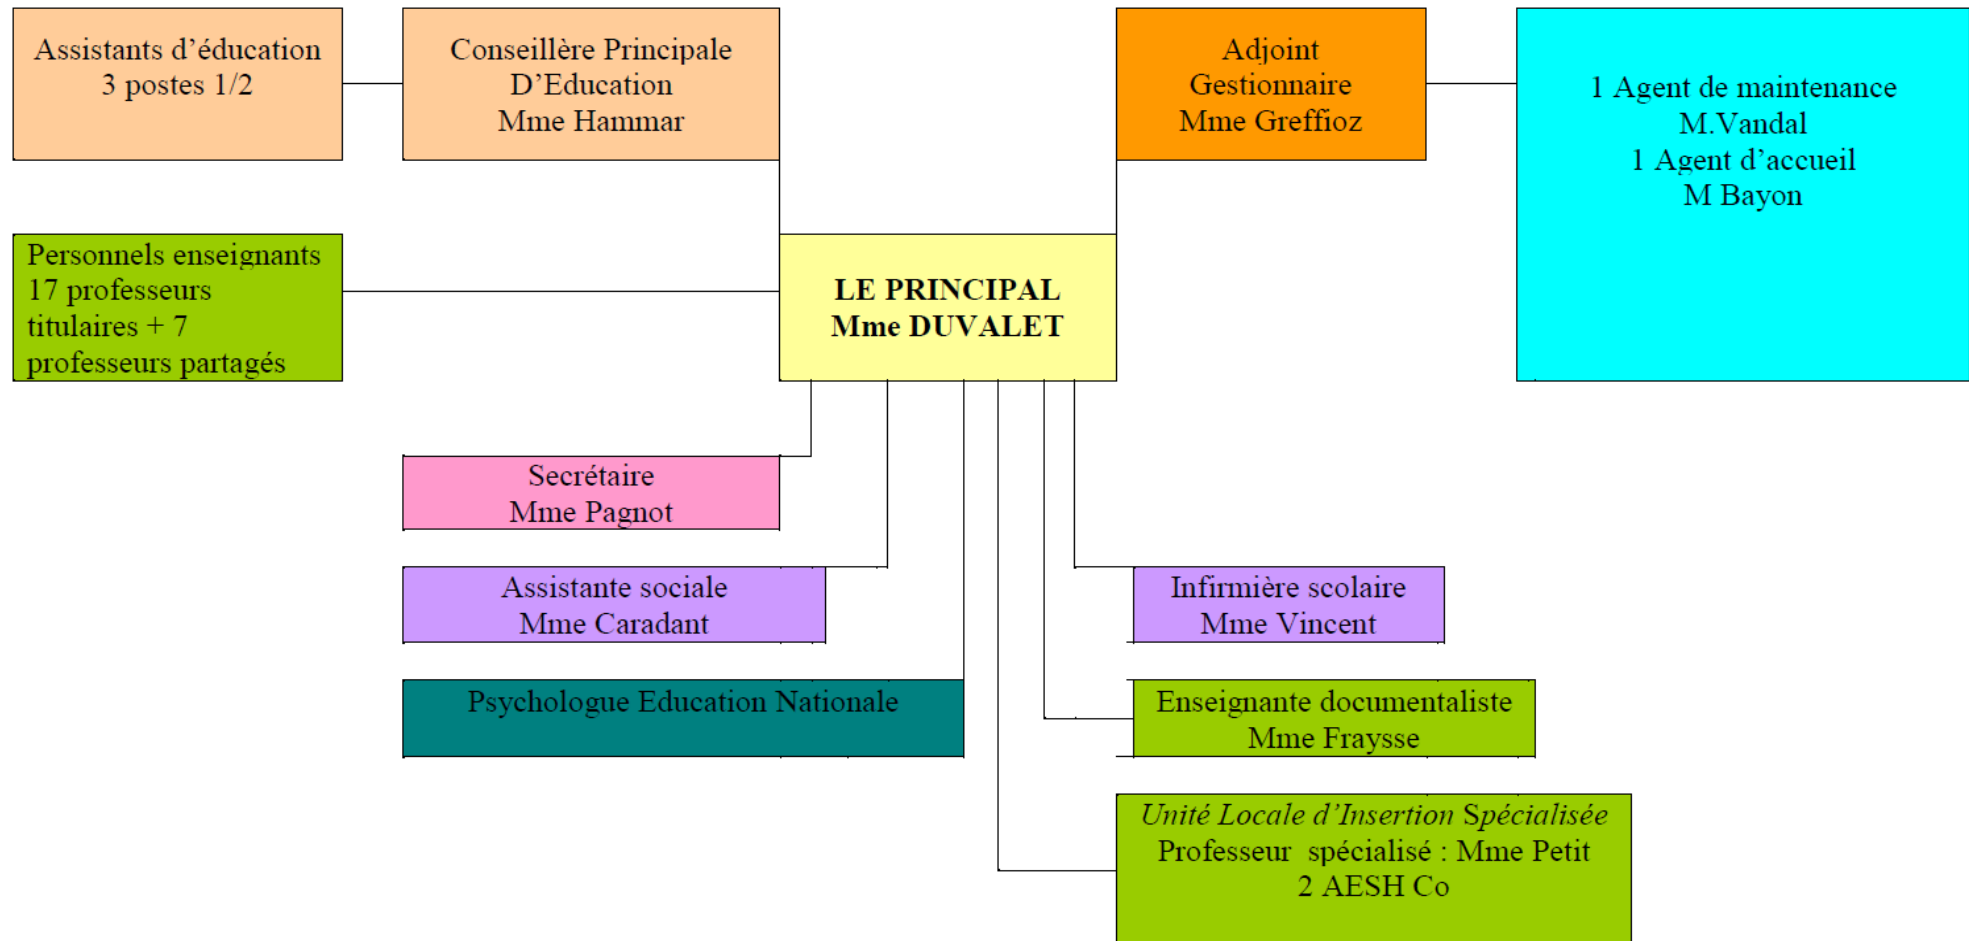 Assistants d’éducation
3 postes 1/2
Conseillère Principale
D’Education
Mme Hammar
Adjoint
Gestionnaire
Mme Greffioz
1 Agent de maintenance
M.Vandal
1 Agent d’accueil
M Bayon
Personnels enseignants
17 professeurs
titulaires + 7
professeurs partagés
LE PRINCIPAL
Mme DUVALET
Secrétaire
Mme Pagnot
Assistante sociale
Mme Caradant
Infirmière scolaire
Mme Vincent
Psychologue Education Nationale
Enseignante documentaliste
Mme Fraysse
Unité Locale d’Insertion Spécialisée
Professeur  spécialisé : Mme Petit
2 AESH Co